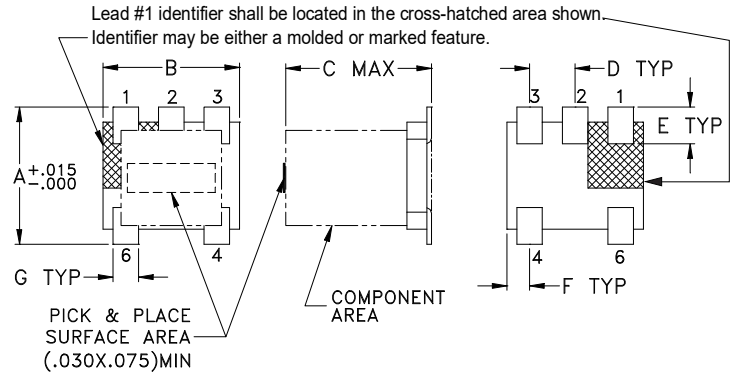 Lead #1 identifier shall be located in the cross-hatched area shown.
Identifier may be either a molded or marked feature.
B
C MAX
D TYP
1 2 3
3 2 1
E TYP
A+.015
-.000
6 4
4 6
G TYP
F TYP
COMPONENT
AREA
PICK & PLACE
SURFACE AREA
(.030X.075)MIN